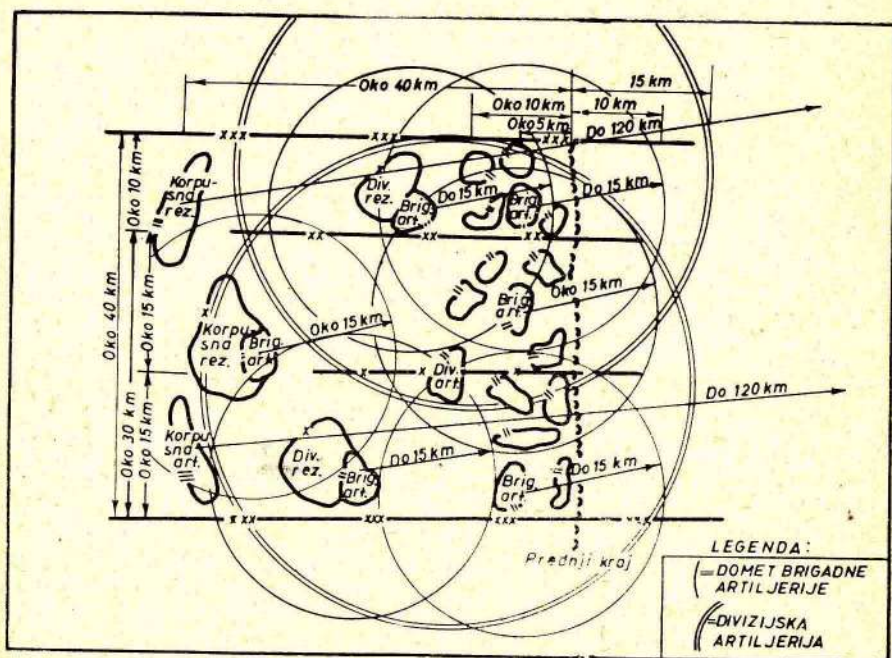 Oko 40 km
15 km
Oko 10 km
10 km
Oko 5 km
Do 120 km
Oko 10 km
Oko 40 km
Oko 15 km
Oko 30 km
Oko 15 km
Korpu-
sna
rez.
Div.
rez.
Brig.
art.
Do 15 km
Brig.
art.
Do 15 km
Brig
art.
Oko 15 km
Korpu
sna
rez.
Brig.
art.
Oko 15 km
Div.
art.
Do 120 km
Korpu
sna
art.
Div.
rez.
Brig.
art.
Do 15 km
Brig.
art.
Do 15 km
Prednji kraj
LEGENDA:
DOMET BRIGADNE
ARTILJERIJE
DIVIZIJSKA
ARTILJERIJA